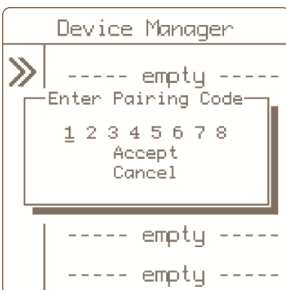 Device Manager
----- empty -----
Enter Pairing Code
1 2 3 4 5 6 7 8
Accept
Cancel
----- empty -----
----- empty -----